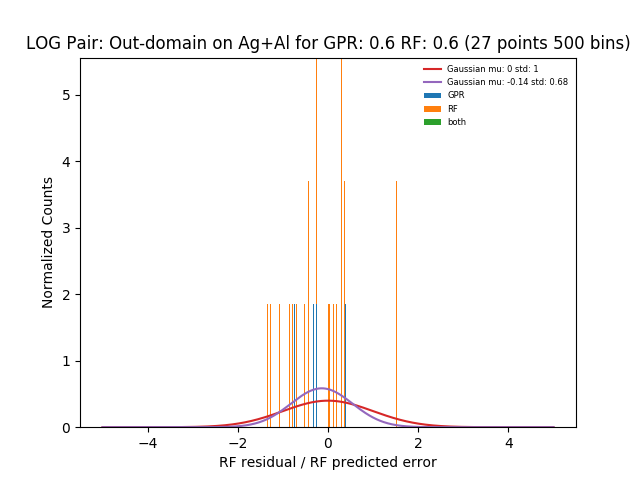 LOG Pair: Out-domain on Ag+Al for GPR: 0.6 RF: 0.6 (27 points 500 bins)
Gaussian mu: 0 std: 1
Gaussian mu: -0.14 std: 0.68
GPR
RF
both
Normalized Counts
5
4
3
2
1
0
−4
−2
0
2
4
RF residual / RF predicted error